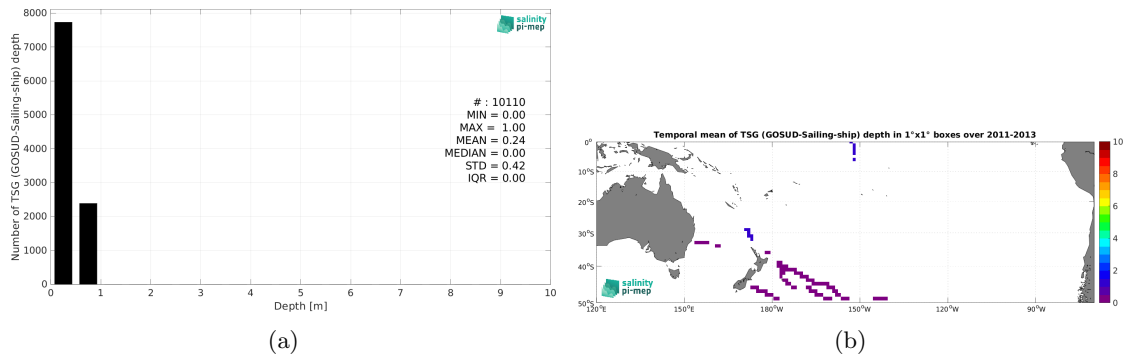 8000
7000
6000
5000
4000
3000
2000
1000
0
Number of TSG (GOSUD-Sailing-ship) depth
salinity
pi-mep
# : 10110
MIN = 0.00
MAX = 1.00
MEAN = 0.24
MEDIAN = 0.00
STD = 0.42
IQR = 0.00
0 1 2 3 4 5 6 7 8 9 10
Depth [m]
(a)
Temporal mean of TSG (GOSUD-Sailing-ship) depth in 1°x1° boxes over 2011-2013
0°
10°S
20°S
30°S
40°S
50°S
salinity
pi-mep
120°E 150°E 180°W 150°W 120°W 90°W
10
8
6
4
2
0
(b)